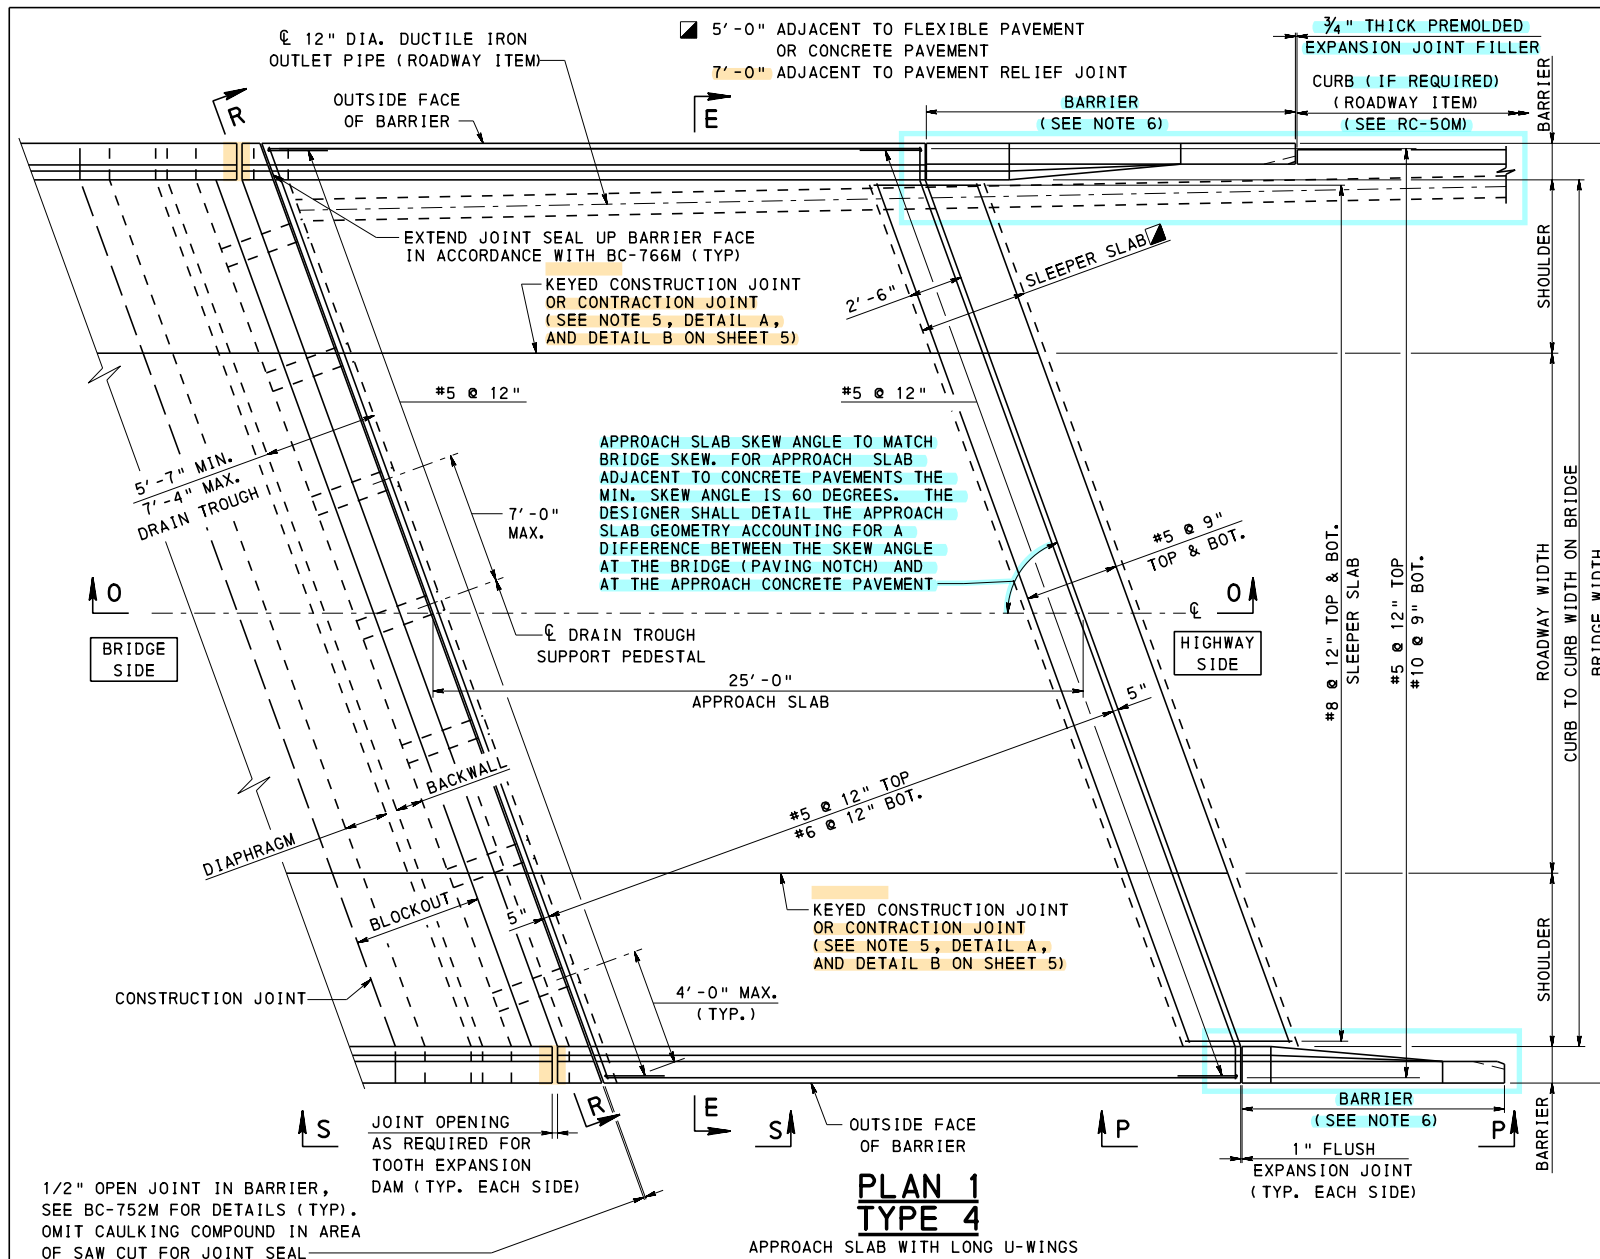 ℄ 12" DIA. DUCTILE IRON
OUTLET PIPE (ROADWAY ITEM)
5'-0" ADJACENT TO FLEXIBLE PAVEMENT
OR CONCRETE PAVEMENT
7'-0" ADJACENT TO PAVEMENT RELIEF JOINT
3/4" THICK PREMOLDED
EXPANSION JOINT FILLER
CURB (IF REQUIRED)
(ROADWAY ITEM)
(SEE RC-50M)
BARRIER
R
OUTSIDE FACE
OF BARRIER
E
BARRIER
(SEE NOTE 6)
EXTEND JOINT SEAL UP BARRIER FACE
IN ACCORDANCE WITH BC-766M (TYP)
KEYED CONSTRUCTION JOINT
OR CONTRACTION JOINT
(SEE NOTE 5, DETAIL A,
AND DETAIL B ON SHEET 5)
2'-6"
SLEEPER SLAB
SHOULDER
#5 @ 12"
#5 @ 12"
5'-7" MIN.
7'-4" MAX.
DRAIN TROUGH
7'-0"
MAX.
APPROACH SLAB SKEW ANGLE TO MATCH
BRIDGE SKEW. FOR APPROACH SLAB
ADJACENT TO CONCRETE PAVEMENTS THE
MIN. SKEW ANGLE IS 60 DEGREES. THE
DESIGNER SHALL DETAIL THE APPROACH
SLAB GEOMETRY ACCOUNTING FOR A
DIFFERENCE BETWEEN THE SKEW ANGLE
AT THE BRIDGE (PAVING NOTCH) AND
AT THE APPROACH CONCRETE PAVEMENT
#5 @ 9"
TOP & BOT.
#8 @ 12" TOP & BOT.
SLEEPER SLAB
#5 @ 12" TOP
#10 @ 9" BOT.
ROADWAY WIDTH
CURB TO CURB WIDTH ON BRIDGE
BRIDGE WIDTH
O
BRIDGE
SIDE
℄ DRAIN TROUGH
SUPPORT PEDESTAL
℄
O
HIGHWAY
SIDE
25'-0"
APPROACH SLAB
5"
BACKWALL
DIAPHRAGM
#5 @ 12" TOP
#6 @ 12" BOT.
BLOCKOUT
5"
KEYED CONSTRUCTION JOINT
OR CONTRACTION JOINT
(SEE NOTE 5, DETAIL A,
AND DETAIL B ON SHEET 5)
SHOULDER
CONSTRUCTION JOINT
4'-0" MAX.
(TYP.)
S
JOINT OPENING
AS REQUIRED FOR
TOOTH EXPANSION
DAM (TYP. EACH SIDE)
R
E
S
OUTSIDE FACE
OF BARRIER
P
BARRIER
(SEE NOTE 6)
P
BARRIER
1" FLUSH
EXPANSION JOINT
(TYP. EACH SIDE)
1/2" OPEN JOINT IN BARRIER,
SEE BC-752M FOR DETAILS (TYP).
OMIT CAULKING COMPOUND IN AREA
OF SAW CUT FOR JOINT SEAL
PLAN 1
TYPE 4
APPROACH SLAB WITH LONG U-WINGS